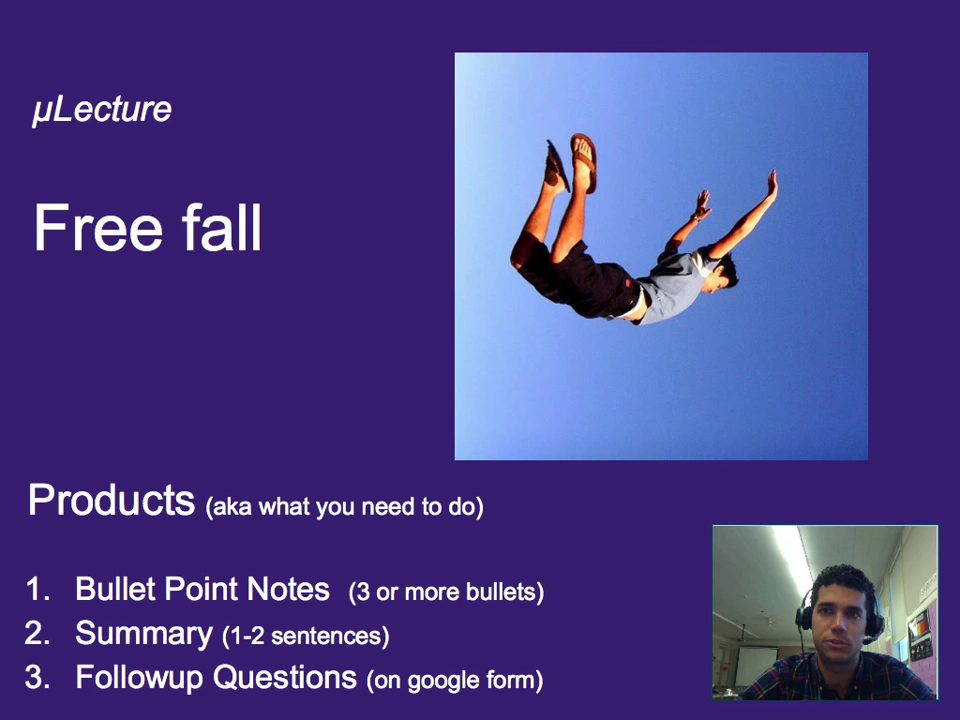 µLecture
Free fall
Products (aka what you need to do)
1. Bullet Point Notes (3 or more bullets)
2. Summary (1-2 sentences)
3. Followup Questions (on google form)